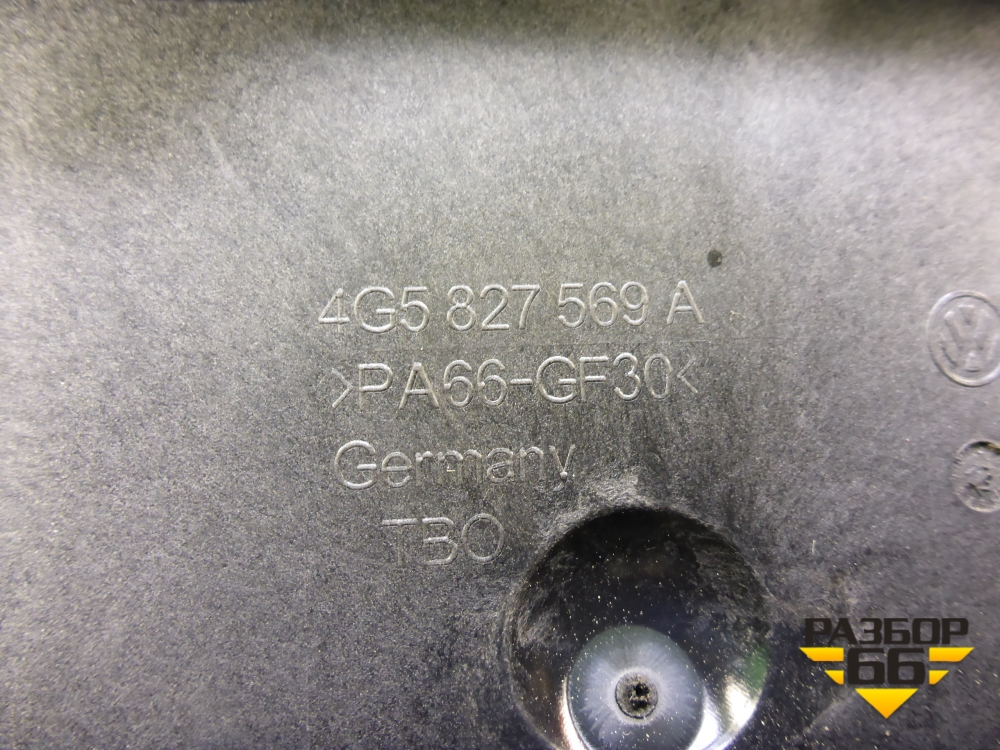 4G5 827 569 A
>PA66-GF30<
Germany
TBO
РАЗБОР
66